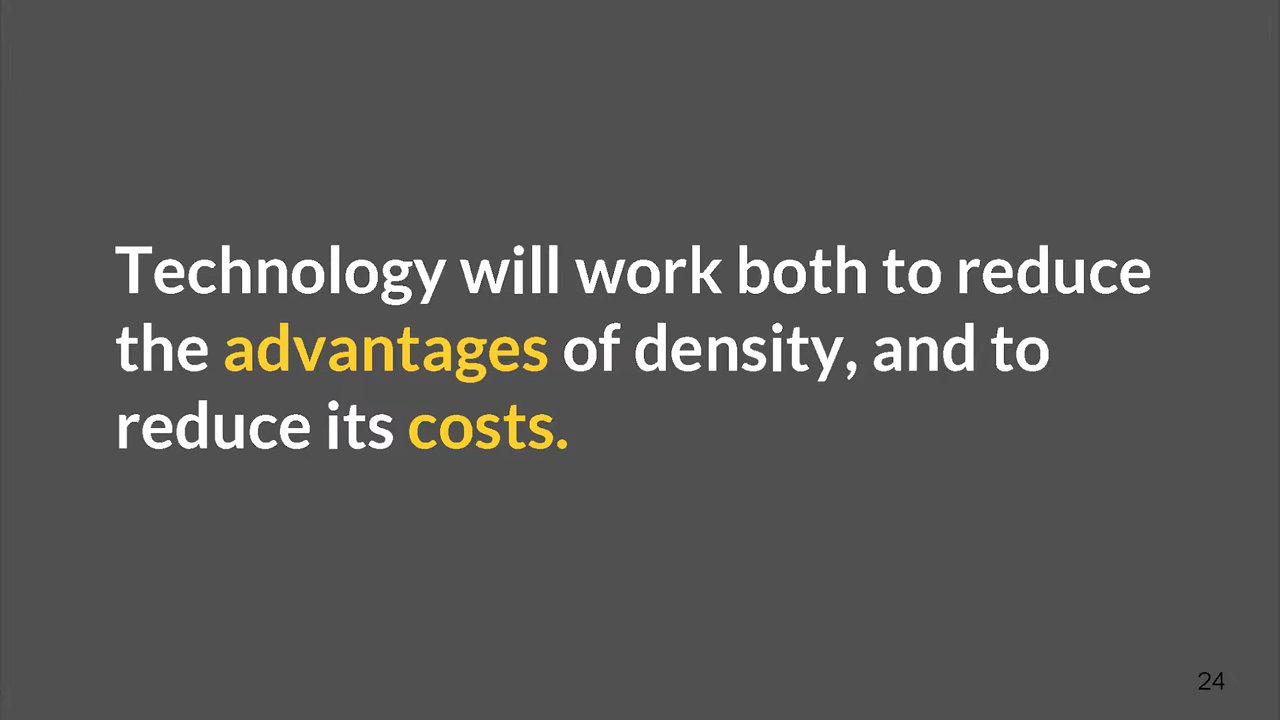 Technology will work both to reduce
the advantages of density, and to
reduce its costs.
24